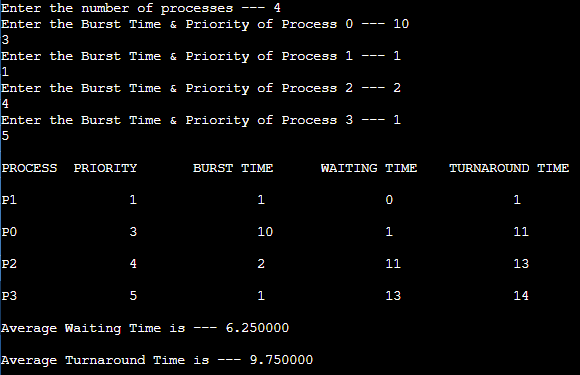 Enter the number of processes --- 4
Enter the Burst Time & Priority of Process 0 --- 10
3
Enter the Burst Time & Priority of Process 1 --- 1
1
Enter the Burst Time & Priority of Process 2 --- 2
4
Enter the Burst Time & Priority of Process 3 --- 1
5
PROCESS PRIORITY BURST TIME WAITING TIME TURNAROUND TIME
P1 1 1 0 1
P0 3 10 1 11
P2 4 2 11 13
P3 5 1 13 14
Average Waiting Time is --- 6.250000
Average Turnaround Time is --- 9.750000